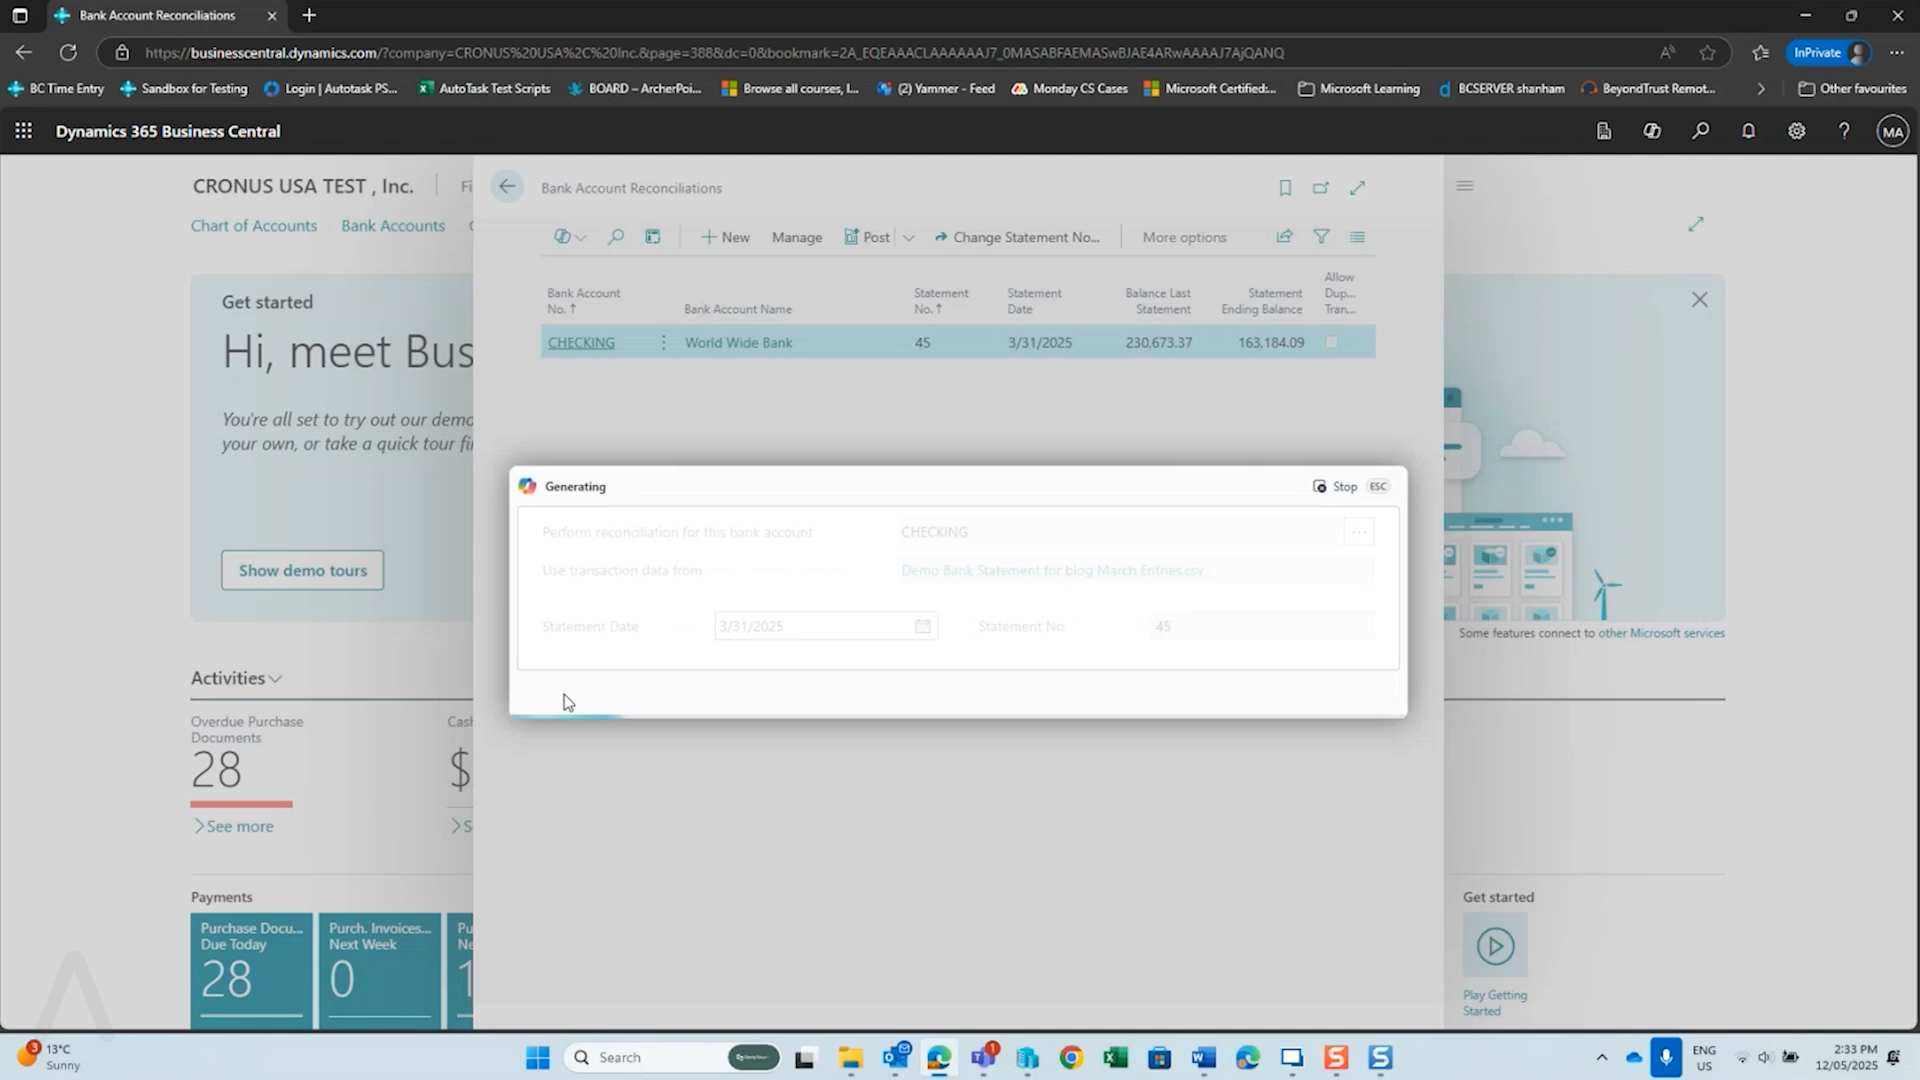 Bank Account Reconciliations
https://businesscentral.dynamics.com/?company=CRONUS%20USA%2C%20Inc.&page=388&dc=0&bookmark=2A_EQEAAACLAAAAAAJ7_0MASABFAEMASwBJAE4ARwAAAAJ7AjQANQ
InPrivate
BC Time Entry
Sandbox for Testing
Login | Autotask PS...
AutoTask Test Scripts
BOARD – ArcherPoi...
Browse all courses, l...
(2) Yammer - Feed
Monday CS Cases
Microsoft Certified:...
Microsoft Learning
BCSERVER shanham
BeyondTrust Remot...
Other favourites
Dynamics 365 Business Central
MA
CRONUS USA TEST , Inc.
Fi
Chart of Accounts
Bank Accounts
Get started
Hi, meet Bus
You're all set to try out our demo
your own, or take a quick tour fi
Show demo tours
Bank Account Reconciliations
+ New
Manage
Post
Change Statement No...
More options
Bank Account
No. ↑
Bank Account Name
Statement
No. ↑
Statement
Date
Balance Last
Statement
Statement
Ending Balance
Allow
Dup...
Tran...
CHECKING
World Wide Bank
45
3/31/2025
230,673.37
163,184.09
Generating
Stop
ESC
Perform reconciliation for this bank account
CHECKING
Use transaction data from
Demo Bank Statement for blog March Entries.csv
Statement Date
3/31/2025
Statement No.
45
Some features connect to other Microsoft services
Activities
Overdue Purchase
Documents
28
See more
Cash
$
S
Payments
Purchase Docu...
Due Today
28
Purch. Invoices...
Next Week
0
Pu
Ne
1
Get started
Play Getting
Started
3
13°C
Sunny
Search
1
ENG
US
2:33 PM
12/05/2025